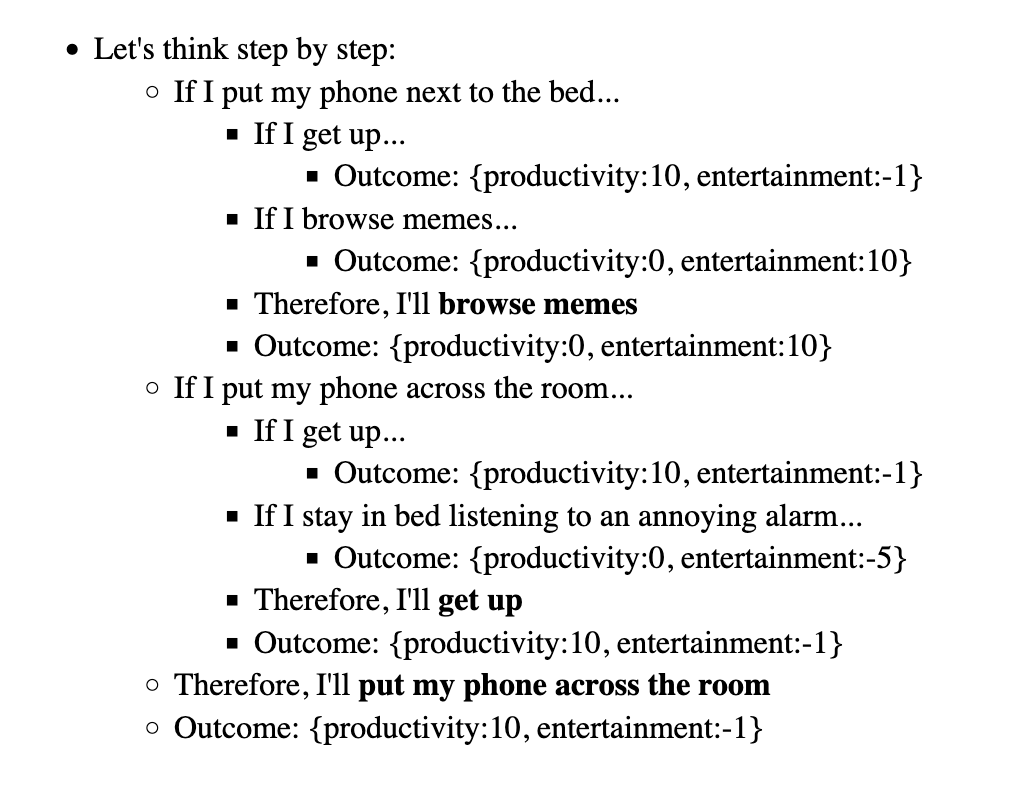 Let's think step by step:
If I put my phone next to the bed...
If I get up...
Outcome: {productivity:10, entertainment:-1}
If I browse memes...
Outcome: {productivity:0, entertainment:10}
Therefore, I'll browse memes
Outcome: {productivity:0, entertainment:10}
If I put my phone across the room...
If I get up...
Outcome: {productivity:10, entertainment:-1}
If I stay in bed listening to an annoying alarm...
Outcome: {productivity:0, entertainment:-5}
Therefore, I'll get up
Outcome: {productivity:10, entertainment:-1}
Therefore, I'll put my phone across the room
Outcome: {productivity:10, entertainment:-1}